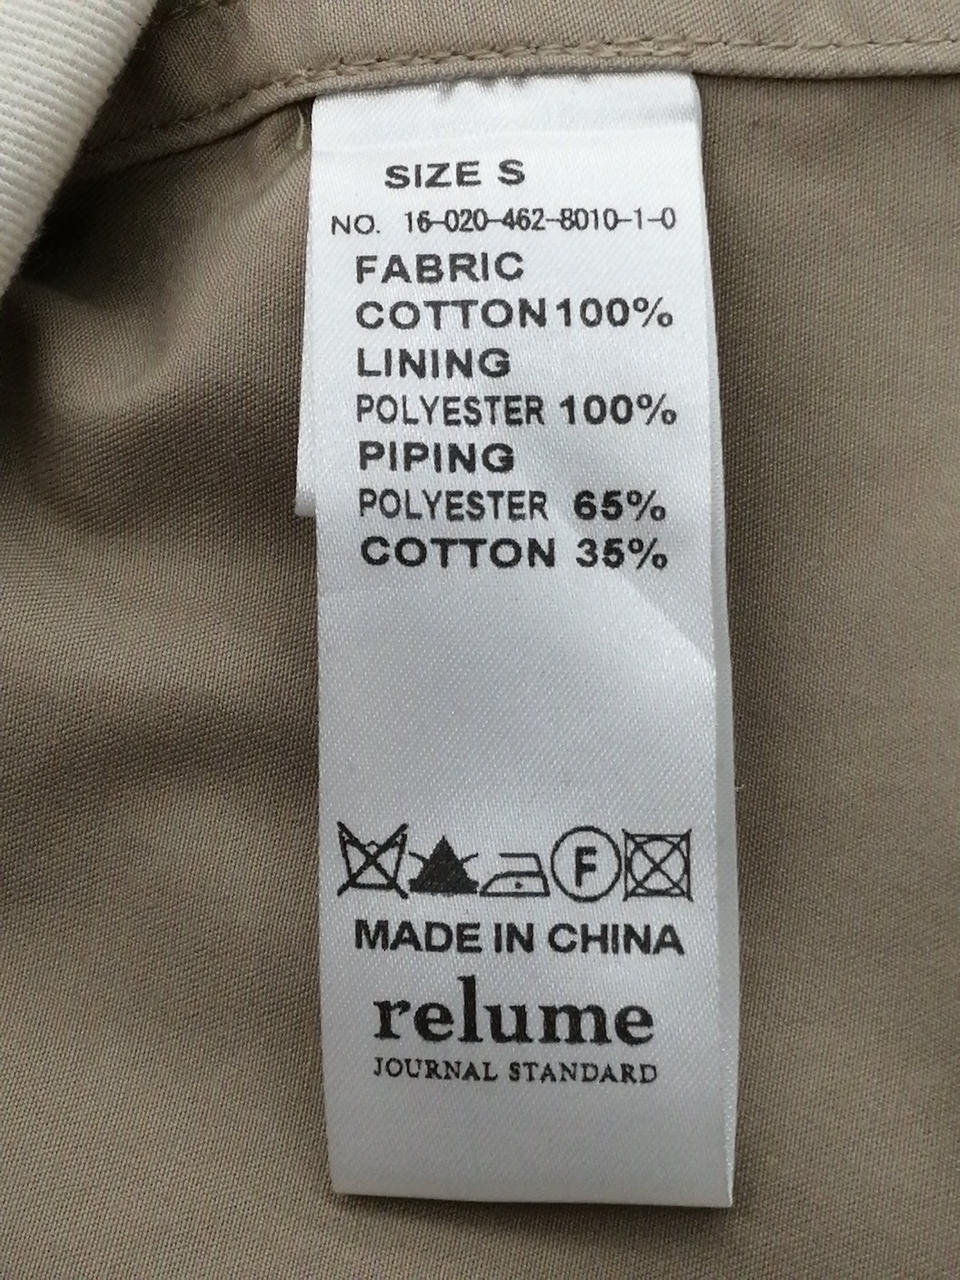 SIZE S
NO. 16-020-462-8010-1-0
FABRIC
COTTON 100%
LINING
POLYESTER 100%
PIPING
POLYESTER 65%
COTTON 35%
F
MADE IN CHINA
relume
JOURNAL STANDARD